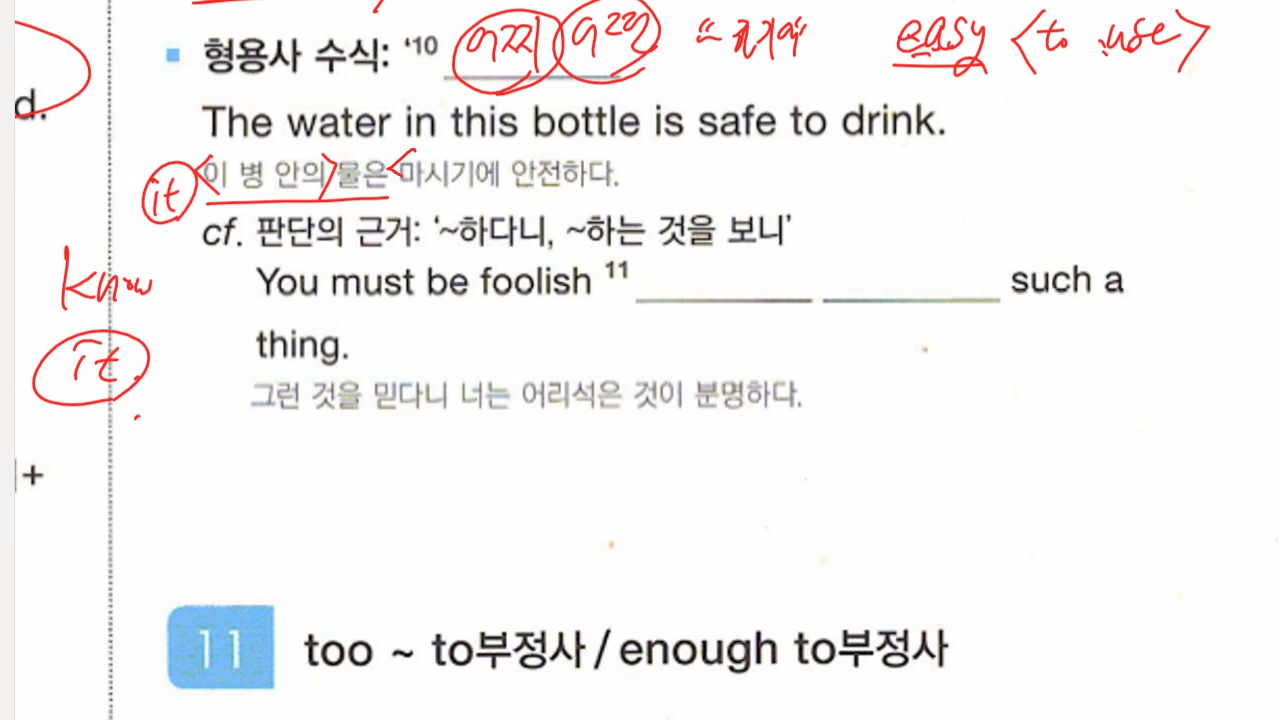 easy <to use>
■ 형용사 수식: '10
The water in this bottle is safe to drink.
it <이 병 안의> 물은 <마시기에 안전하다.
cf. 판단의 근거: '~하다니, ~하는 것을 보니'
know
You must be foolish 11 ________ ________ such a
thing.
it
그런 것을 믿다니 너는 어리석은 것이 분명하다.
d.
+
11 too ~ to부정사 / enough to부정사